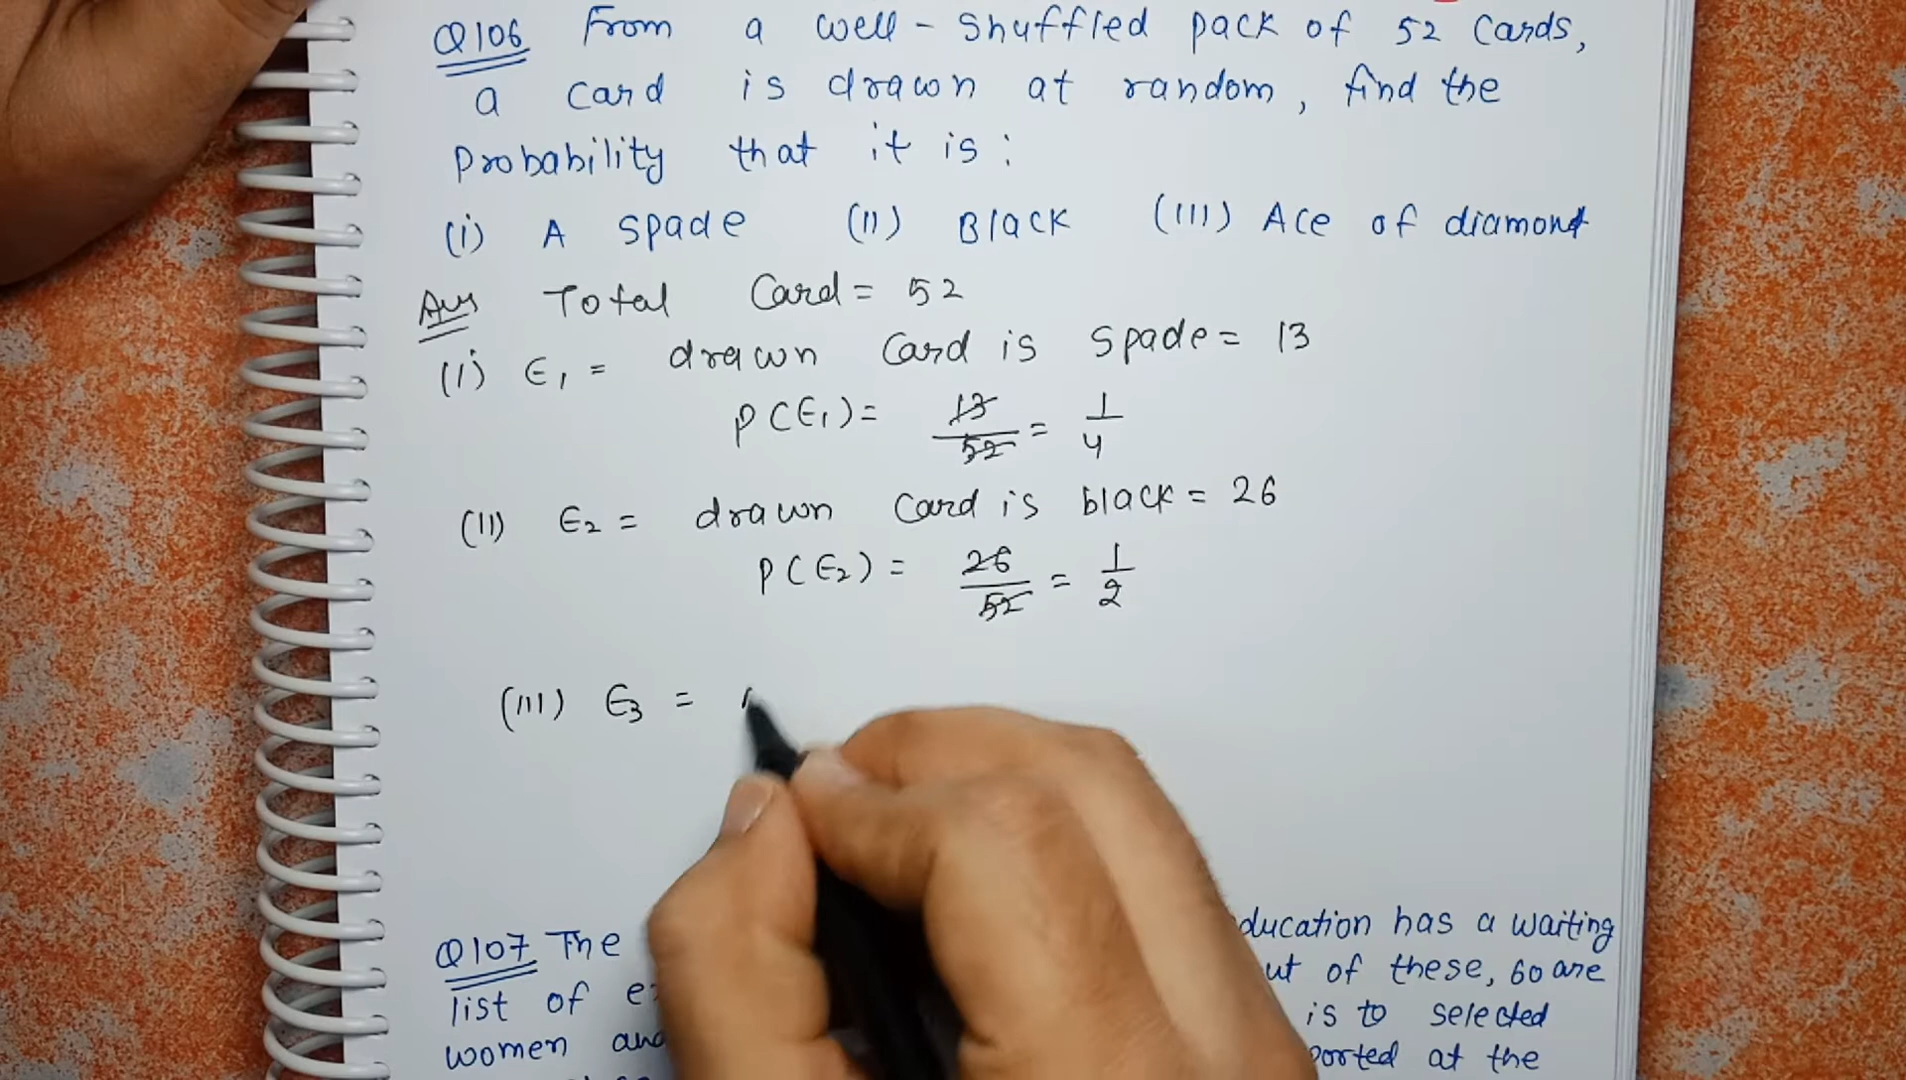 Q106 From a well-shuffled pack of 52 cards,
a card is drawn at random, find the
Probability that it is:
(i) A spade (II) Black (III) Ace of diamond
Ans Total Card = 52
(i) E₁ = drawn Card is spade = 13
P(E₁) = 13/52 = 1/4
(II) E₂ = drawn Card is black = 26
P(E₂) = 26/52 = 1/2
(III) E₃ =
Q107 The ducation has a waiting
list of ut of these, 60 are
women is to selected
ported at the